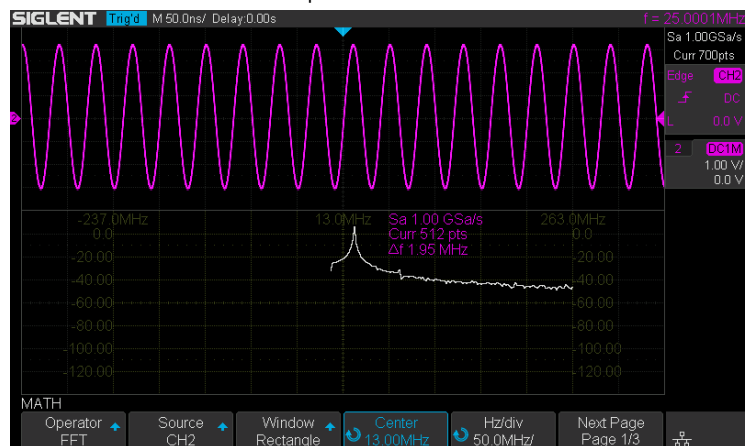 SIGLENT Trig'd M 50.0ns/ Delay:0.00s f = 25.0001MHz
Sa 1.00GSa/s
Curr 700pts
Edge CH2
DC
L 0.0 V
2
2 DC1M
1.00 V/
0.0 V
-237.0MHz 13.0MHz Sa 1.00 GSa/s 263.0MHz
0.0 Curr 512 pts 0.0
-20.00 Δf 1.95 MHz -20.00
-40.00 -40.00
-60.00 -60.00
-80.00 -80.00
-100.00 -100.00
-120.00 -120.00
MATH
Operator Source Window Center Hz/div Next Page
FFT CH2 Rectangle 13.00MHz 50.0MHz/ Page 1/3